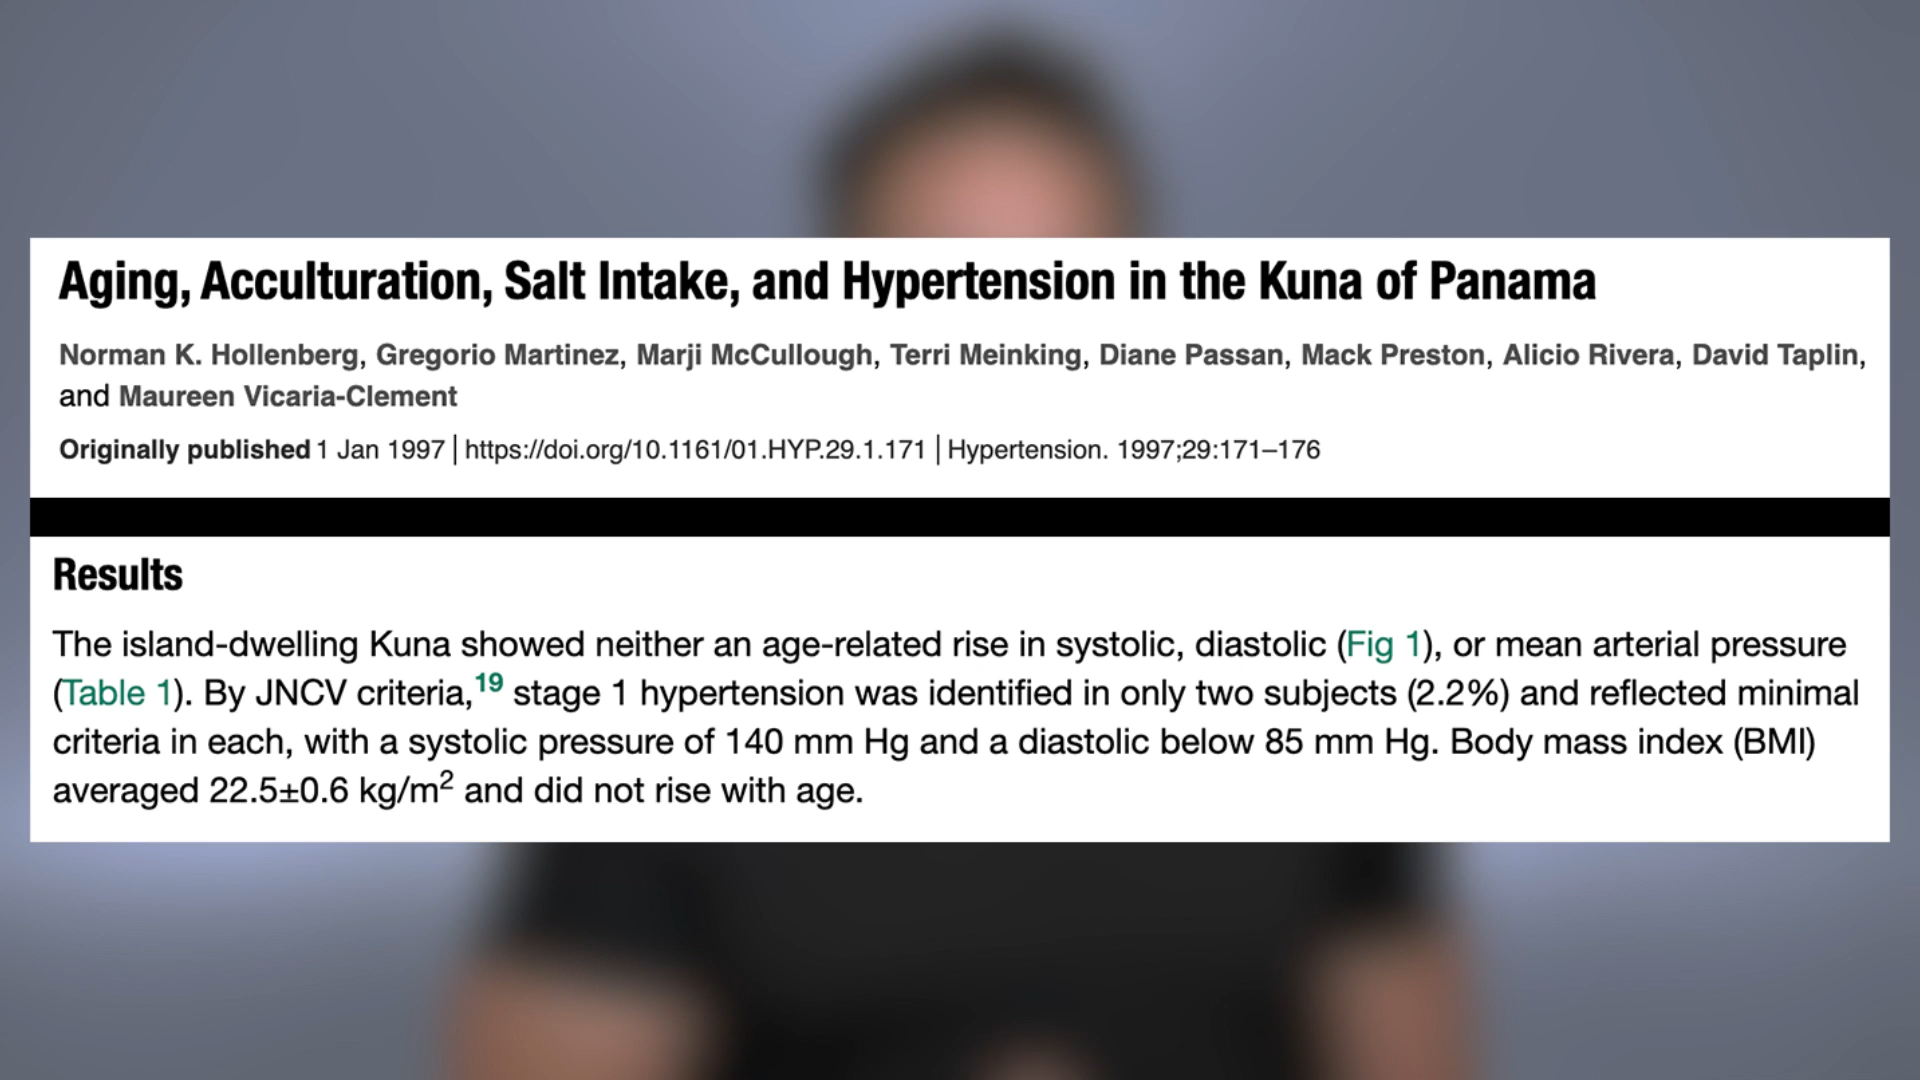 Aging, Acculturation, Salt Intake, and Hypertension in the Kuna of Panama
Norman K. Hollenberg, Gregorio Martinez, Marji McCullough, Terri Meinking, Diane Passan, Mack Preston, Alicio Rivera, David Taplin,
and Maureen Vicaria-Clement
Originally published 1 Jan 1997 | https://doi.org/10.1161/01.HYP.29.1.171 | Hypertension. 1997;29:171–176
Results
The island-dwelling Kuna showed neither an age-related rise in systolic, diastolic (Fig 1), or mean arterial pressure
(Table 1). By JNCV criteria,19 stage 1 hypertension was identified in only two subjects (2.2%) and reflected minimal
criteria in each, with a systolic pressure of 140 mm Hg and a diastolic below 85 mm Hg. Body mass index (BMI)
averaged 22.5±0.6 kg/m2 and did not rise with age.